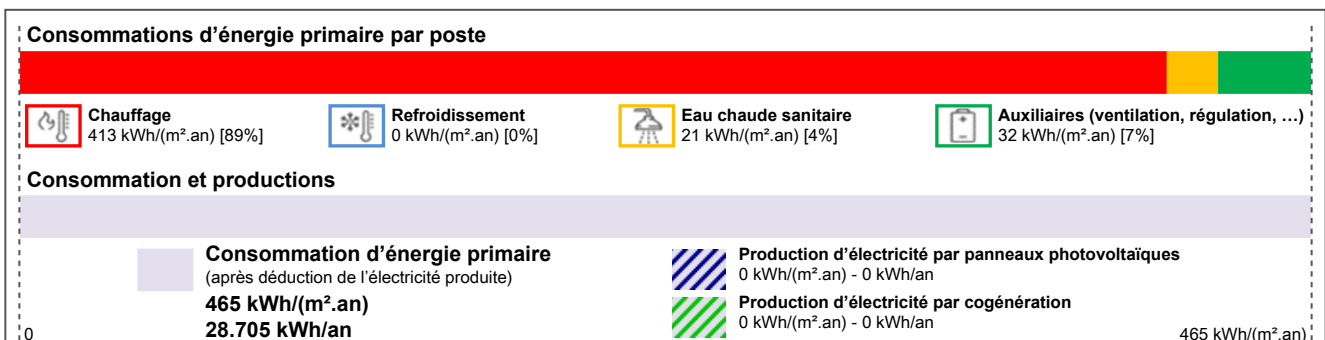 Consommations d'énergie primaire par poste
Chauffage
413 kWh/(m².an) [89%]
Refroidissement
0 kWh/(m².an) [0%]
Eau chaude sanitaire
21 kWh/(m².an) [4%]
Auxiliaires (ventilation, régulation, …)
32 kWh/(m².an) [7%]
Consommation et productions
Consommation d'énergie primaire
(après déduction de l'électricité produite)
465 kWh/(m².an)
28.705 kWh/an
Production d'électricité par panneaux photovoltaïques
0 kWh/(m².an) - 0 kWh/an
Production d'électricité par cogénération
0 kWh/(m².an) - 0 kWh/an
0
465 kWh/(m².an)